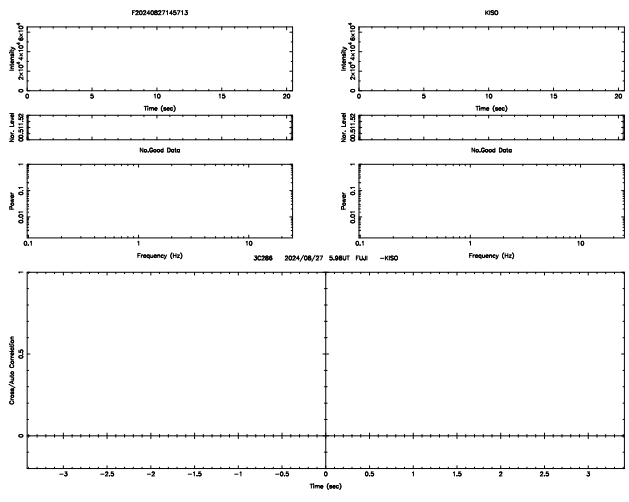 F20240827145713 KISO
Intensity 0 2×10⁴ 4×10⁴ 6×10⁴ Intensity 0 2×10⁴ 4×10⁴ 6×10⁴
0 5 10 15 20 0 5 10 15 20
Time (sec) Time (sec)
Nor. Level 00.511.52 Nor. Level 00.511.52
No.Good Data No.Good Data
Power 0.01 0.1 1 Power 0.01 0.1 1
0.1 1 10 0.1 1 10
Frequency (Hz) Frequency (Hz)
3C286 2024/08/27 5.98UT FUJI -KISO
Cross/Auto Correlation 0 0.5 1
-3 -2.5 -2 -1.5 -1 -0.5 0 0.5 1 1.5 2 2.5 3
Time (sec)